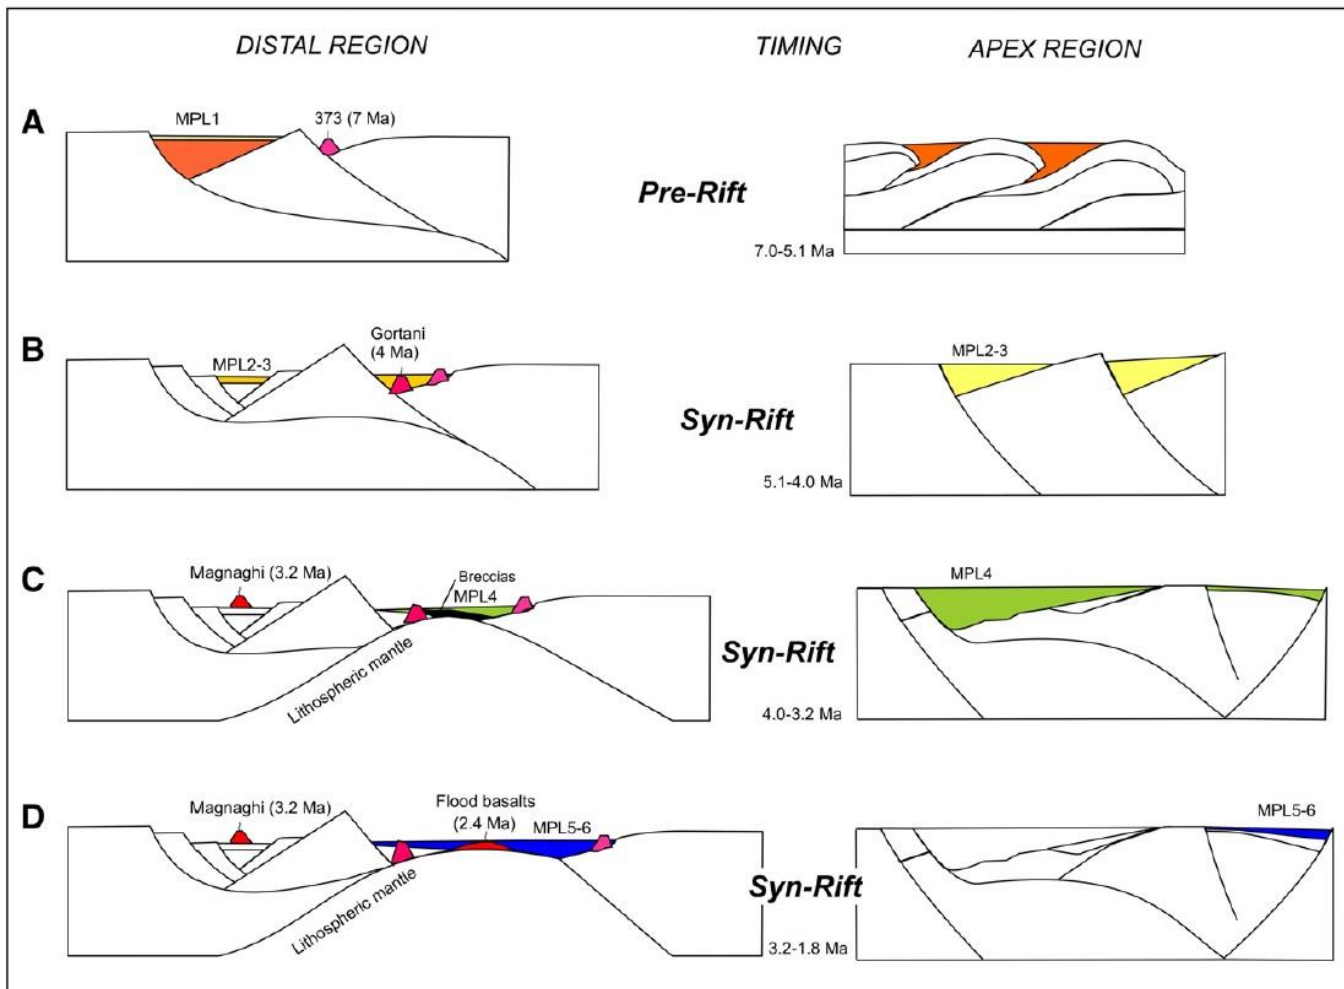 DISTAL REGION
TIMING
APEX REGION
A
MPL1
373 (7 Ma)
Pre-Rift
7.0-5.1 Ma
B
MPL2-3
Gortani
(4 Ma)
Syn-Rift
5.1-4.0 Ma
MPL2-3
C
Magnaghi (3.2 Ma)
Breccias
MPL4
Lithospheric mantle
Syn-Rift
4.0-3.2 Ma
MPL4
D
Magnaghi (3.2 Ma)
Flood basalts
(2.4 Ma)
MPL5-6
Lithospheric mantle
Syn-Rift
3.2-1.8 Ma
MPL5-6